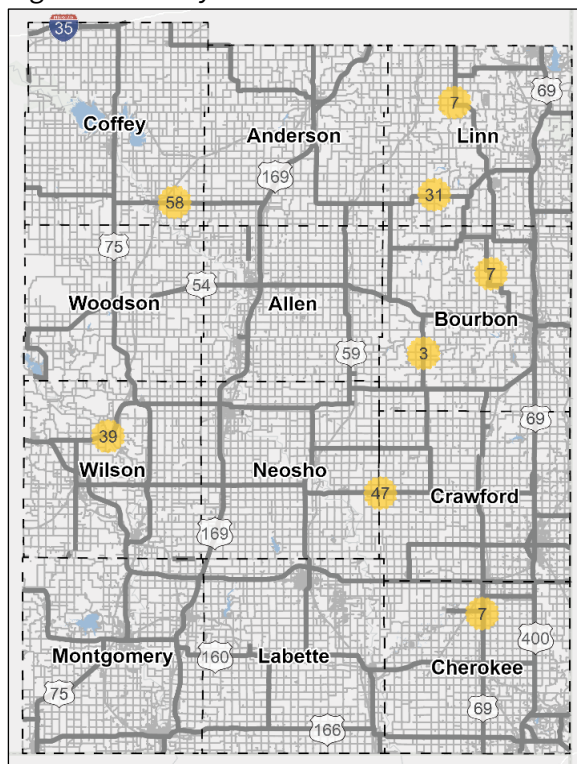 35
69
7
Coffey
Anderson
Linn
169
31
58
75
7
54
Woodson
Allen
Bourbon
59
3
69
39
Wilson
Neosho
47
Crawford
169
7
400
Montgomery
160
Labette
Cherokee
75
69
166